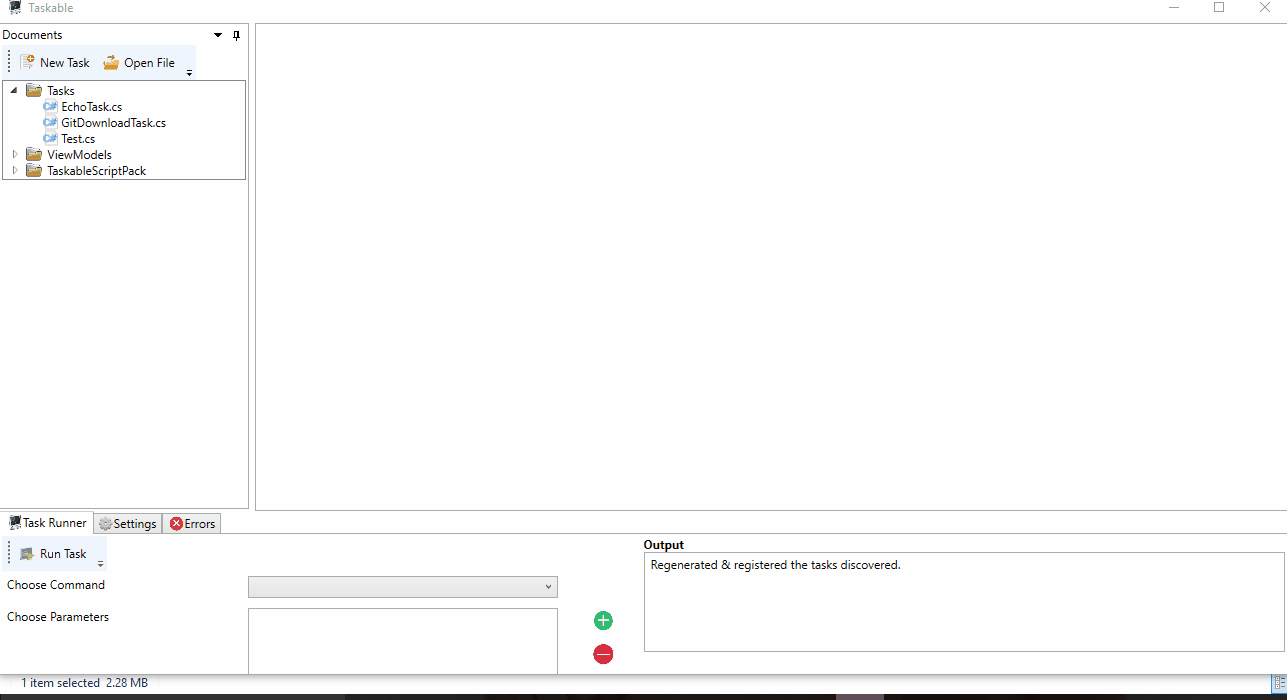 Taskable
Documents
New Task Open File
Tasks
EchoTask.cs
GitDownloadTask.cs
Test.cs
ViewModels
TaskableScriptPack
Task Runner Settings Errors
Run Task
Choose Command
Choose Parameters
Output
Regenerated & registered the tasks discovered.
1 item selected 2.28 MB